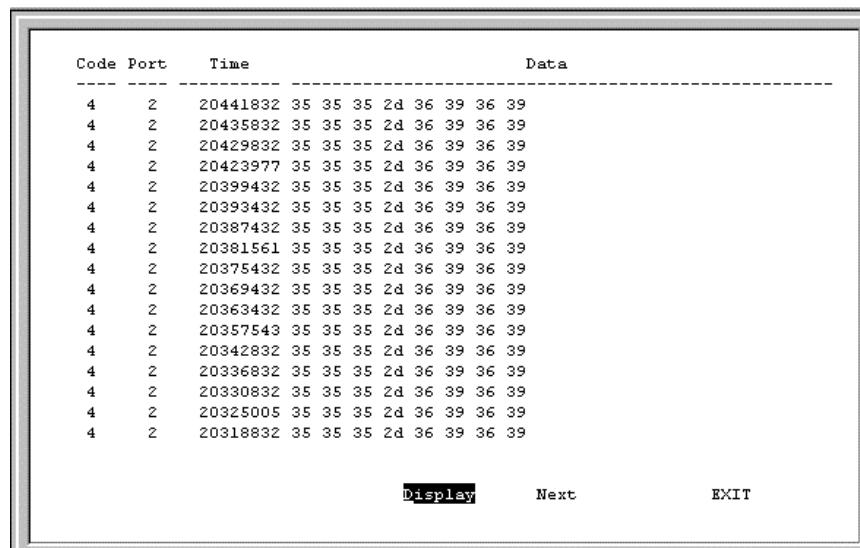 Code Port Time Data
---- ---- ---------- -----------------------------------------------------
4 2 20441832 35 35 35 2d 36 39 36 39
4 2 20435832 35 35 35 2d 36 39 36 39
4 2 20429832 35 35 35 2d 36 39 36 39
4 2 20423977 35 35 35 2d 36 39 36 39
4 2 20399432 35 35 35 2d 36 39 36 39
4 2 20393432 35 35 35 2d 36 39 36 39
4 2 20387432 35 35 35 2d 36 39 36 39
4 2 20381561 35 35 35 2d 36 39 36 39
4 2 20375432 35 35 35 2d 36 39 36 39
4 2 20369432 35 35 35 2d 36 39 36 39
4 2 20363432 35 35 35 2d 36 39 36 39
4 2 20357543 35 35 35 2d 36 39 36 39
4 2 20342832 35 35 35 2d 36 39 36 39
4 2 20336832 35 35 35 2d 36 39 36 39
4 2 20330832 35 35 35 2d 36 39 36 39
4 2 20325005 35 35 35 2d 36 39 36 39
4 2 20318832 35 35 35 2d 36 39 36 39
Display Next EXIT